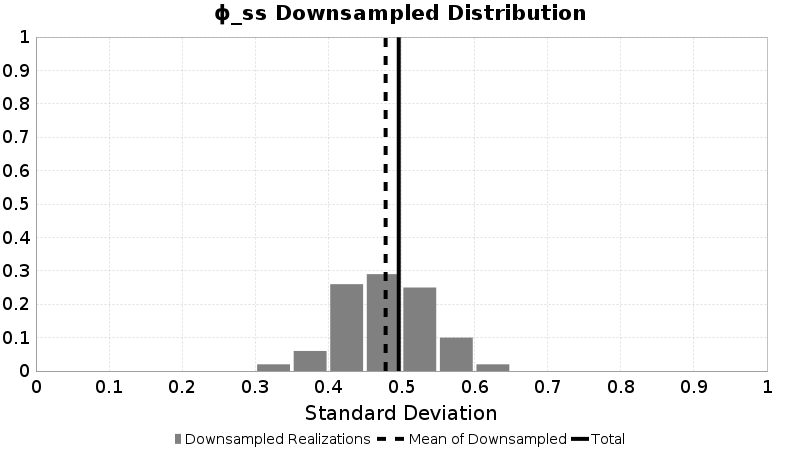 ϕ_ss Downsampled Distribution
1
0.9
0.8
0.7
0.6
0.5
0.4
0.3
0.2
0.1
0
0 0.1 0.2 0.3 0.4 0.5 0.6 0.7 0.8 0.9 1
Standard Deviation
Downsampled Realizations Mean of Downsampled Total